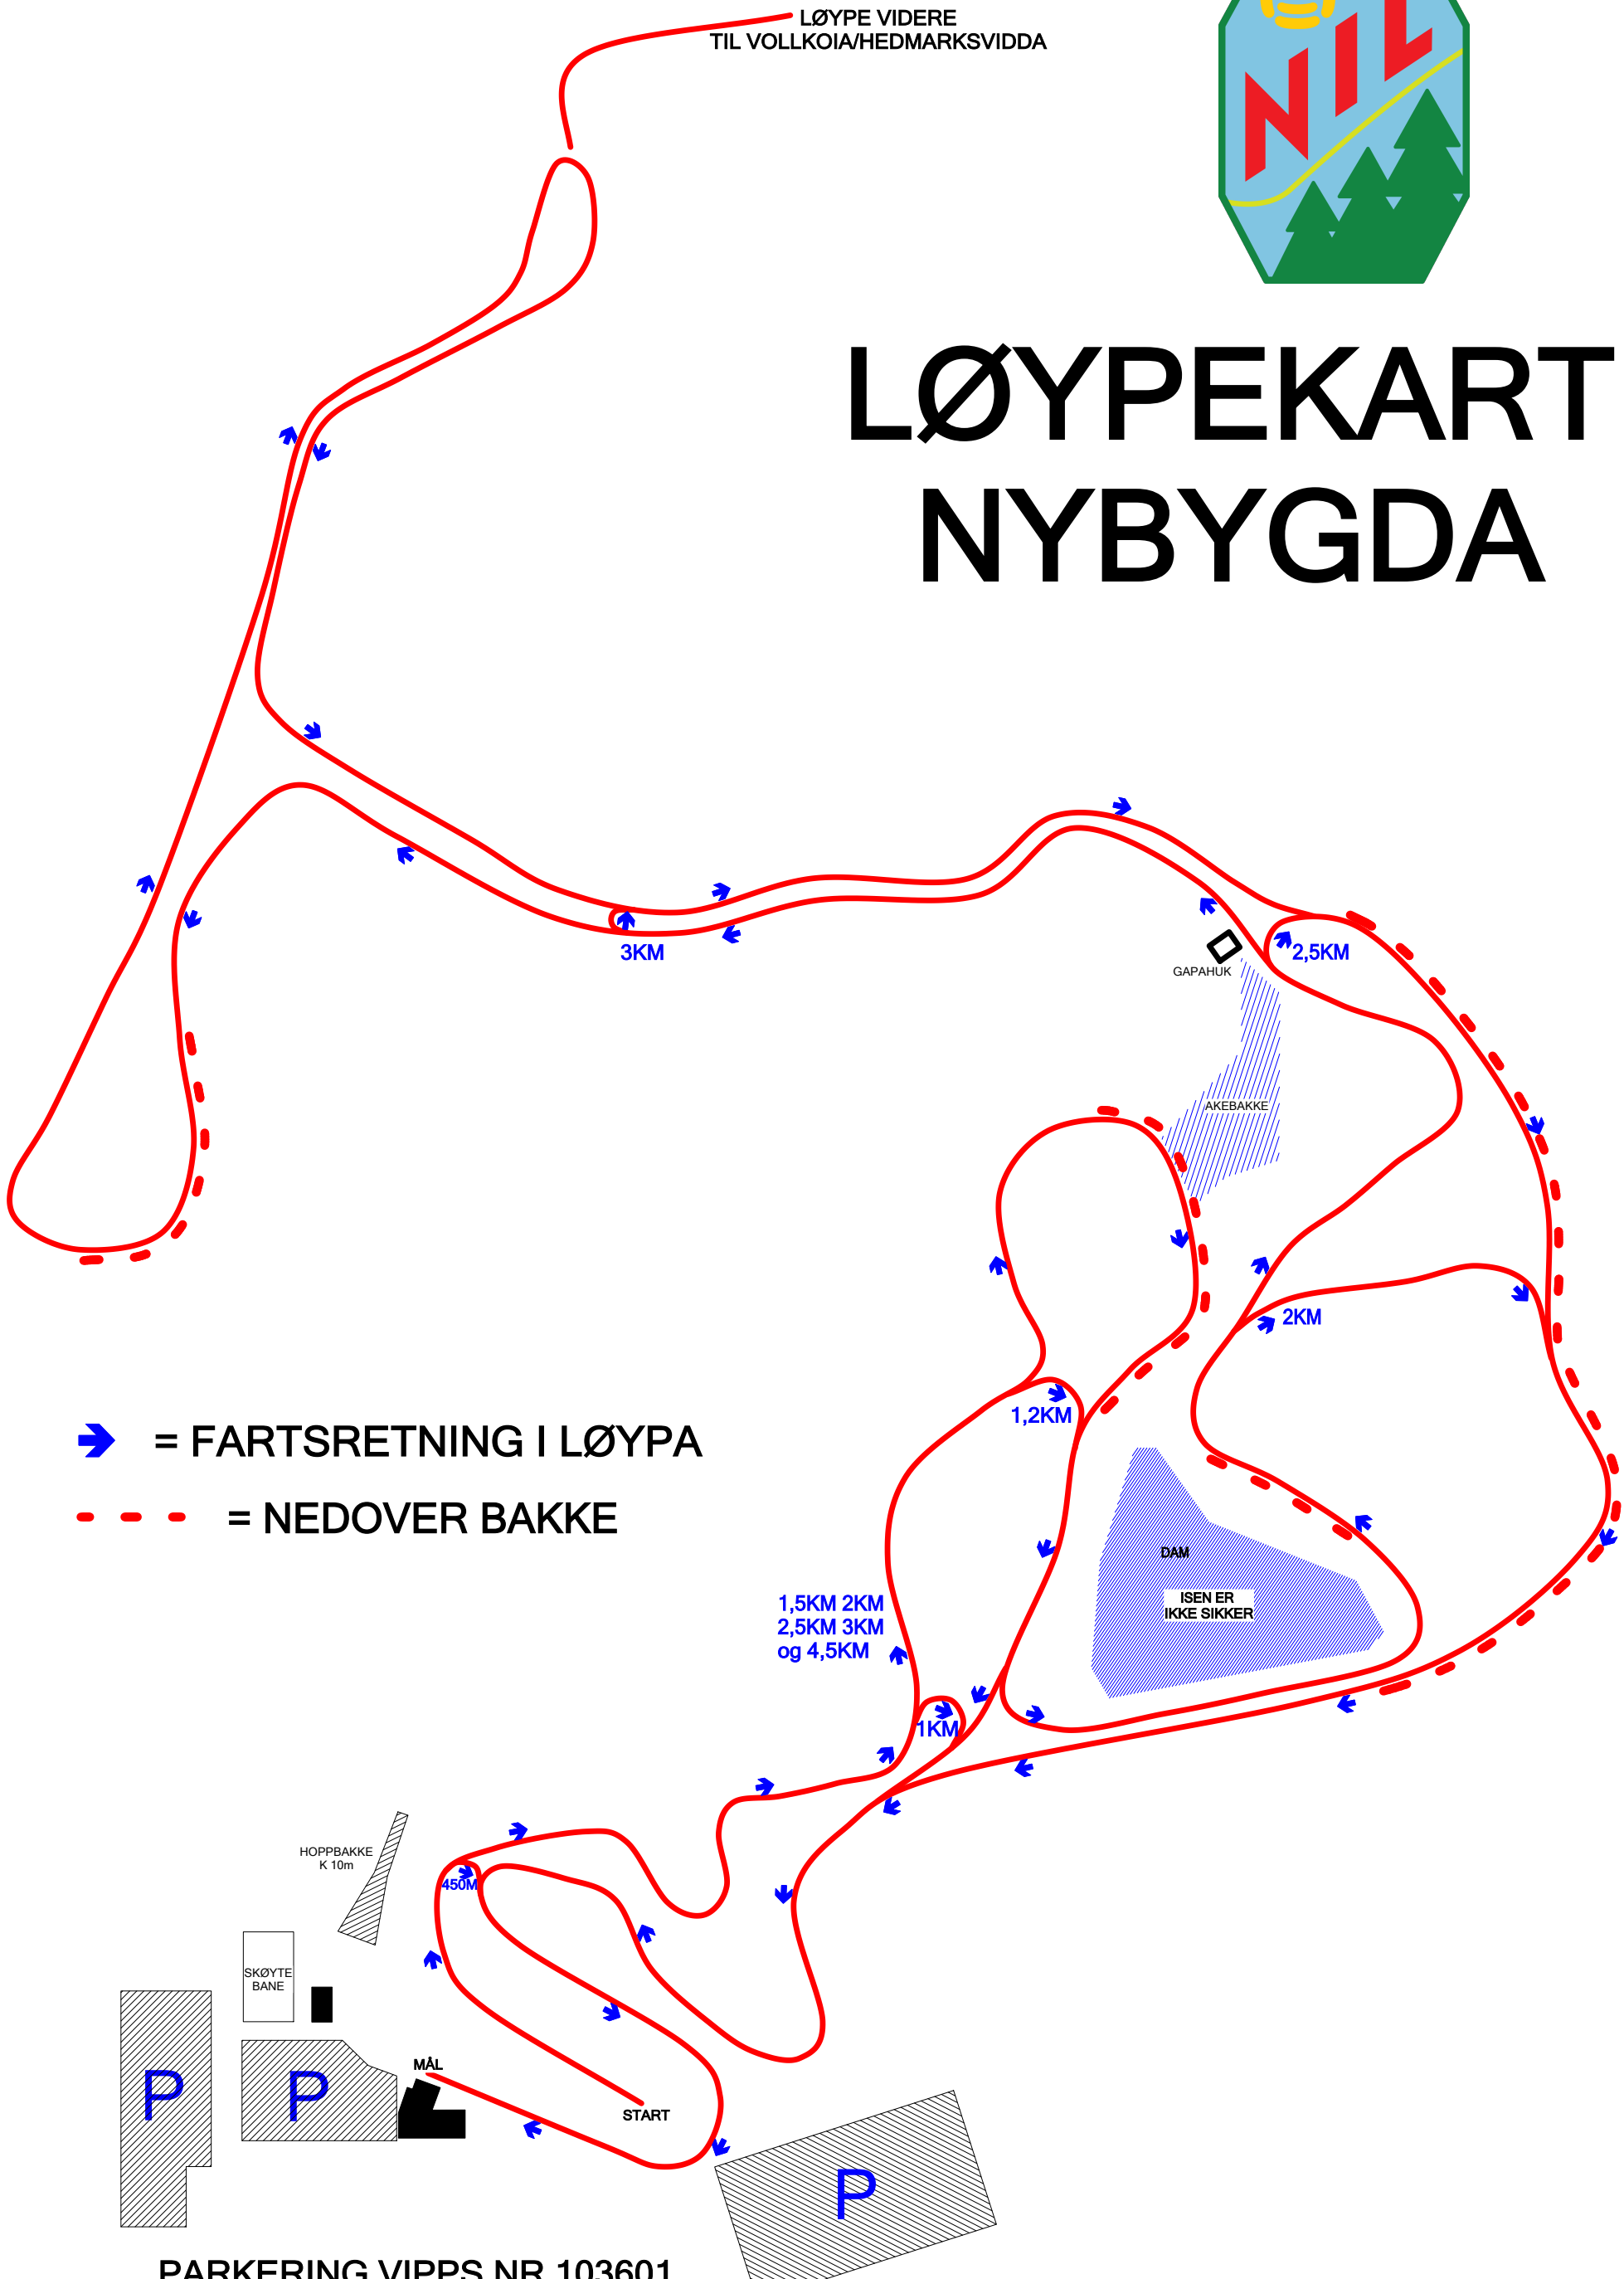 LØYPE VIDERE
TIL VOLLKOIA/HEDMARKSVIDDA
NIL
LØYPEKART
NYBYGDA
3KM
2,5KM
GAPAHUK
AKEBAKKE
2KM
1,2KM
= FARTSRETNING I LØYPA
= NEDOVER BAKKE
DAM
ISEN ER
IKKE SIKKER
1,5KM 2KM
2,5KM 3KM
og 4,5KM
1KM
HOPPBAKKE
K 10m
450M
SKØYTE
BANE
MÅL
START
P
P
P
PARKERING VIPPS NR 103601